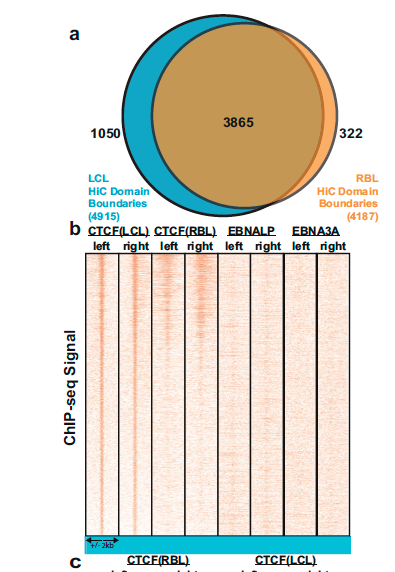 a
3865
1050
322
LCL
HiC Domain
Boundaries
(4915)
RBL
HiC Domain
Boundaries
(4187)
b
CTCF(LCL) CTCF(RBL) EBNALP EBNA3A
left right left right left right left right
ChIP-seq Signal
+/- 2kb
c
CTCF(RBL) CTCF(LCL)